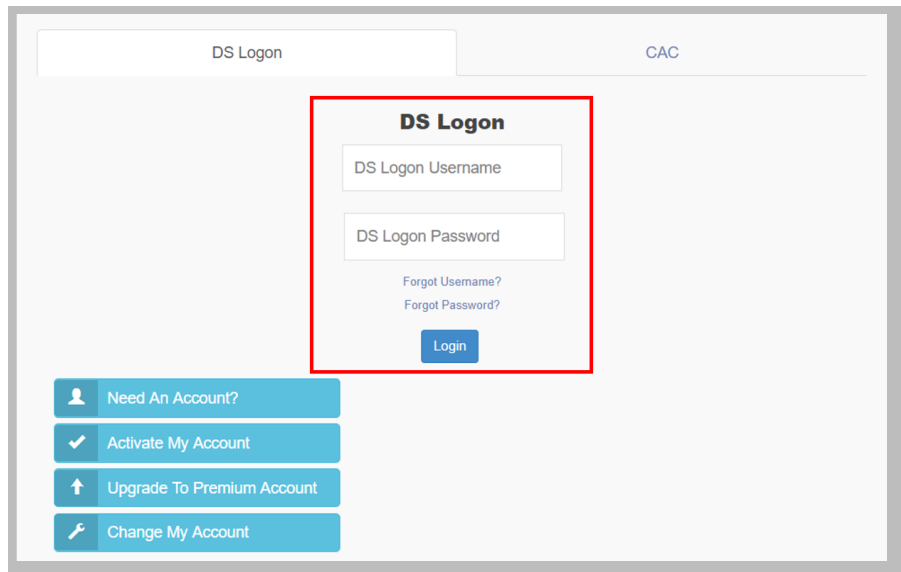 DS Logon
CAC
DS Logon
DS Logon Username
DS Logon Password
Forgot Username?
Forgot Password?
Login
Need An Account?
Activate My Account
Upgrade To Premium Account
Change My Account